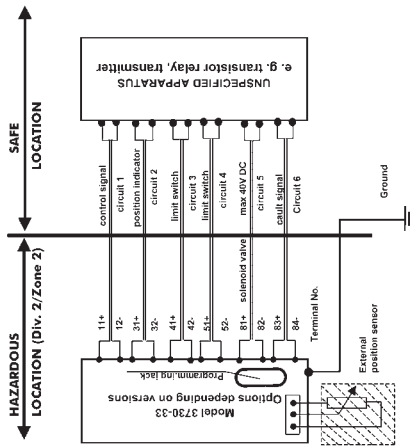 SAFE
LOCATION
HAZARDOUS
LOCATION (Div. 2/Zone 2)
UNSPECIFIED APPARATUS
e. g. transistor relay, transmitter
control signal
circuit 1
position indicator
circuit 2
limit switch
circuit 3
limit switch
circuit 4
max 40V DC
circuit 5
cault signal
Circuit 6
solenoid valve
Ground
11+
12-
31+
32-
41+
42-
51+
52-
81+
82-
83+
84-
Terminal No.
Model 3730-33
Options depending on versions
Programm.ing jack
External
position sensor